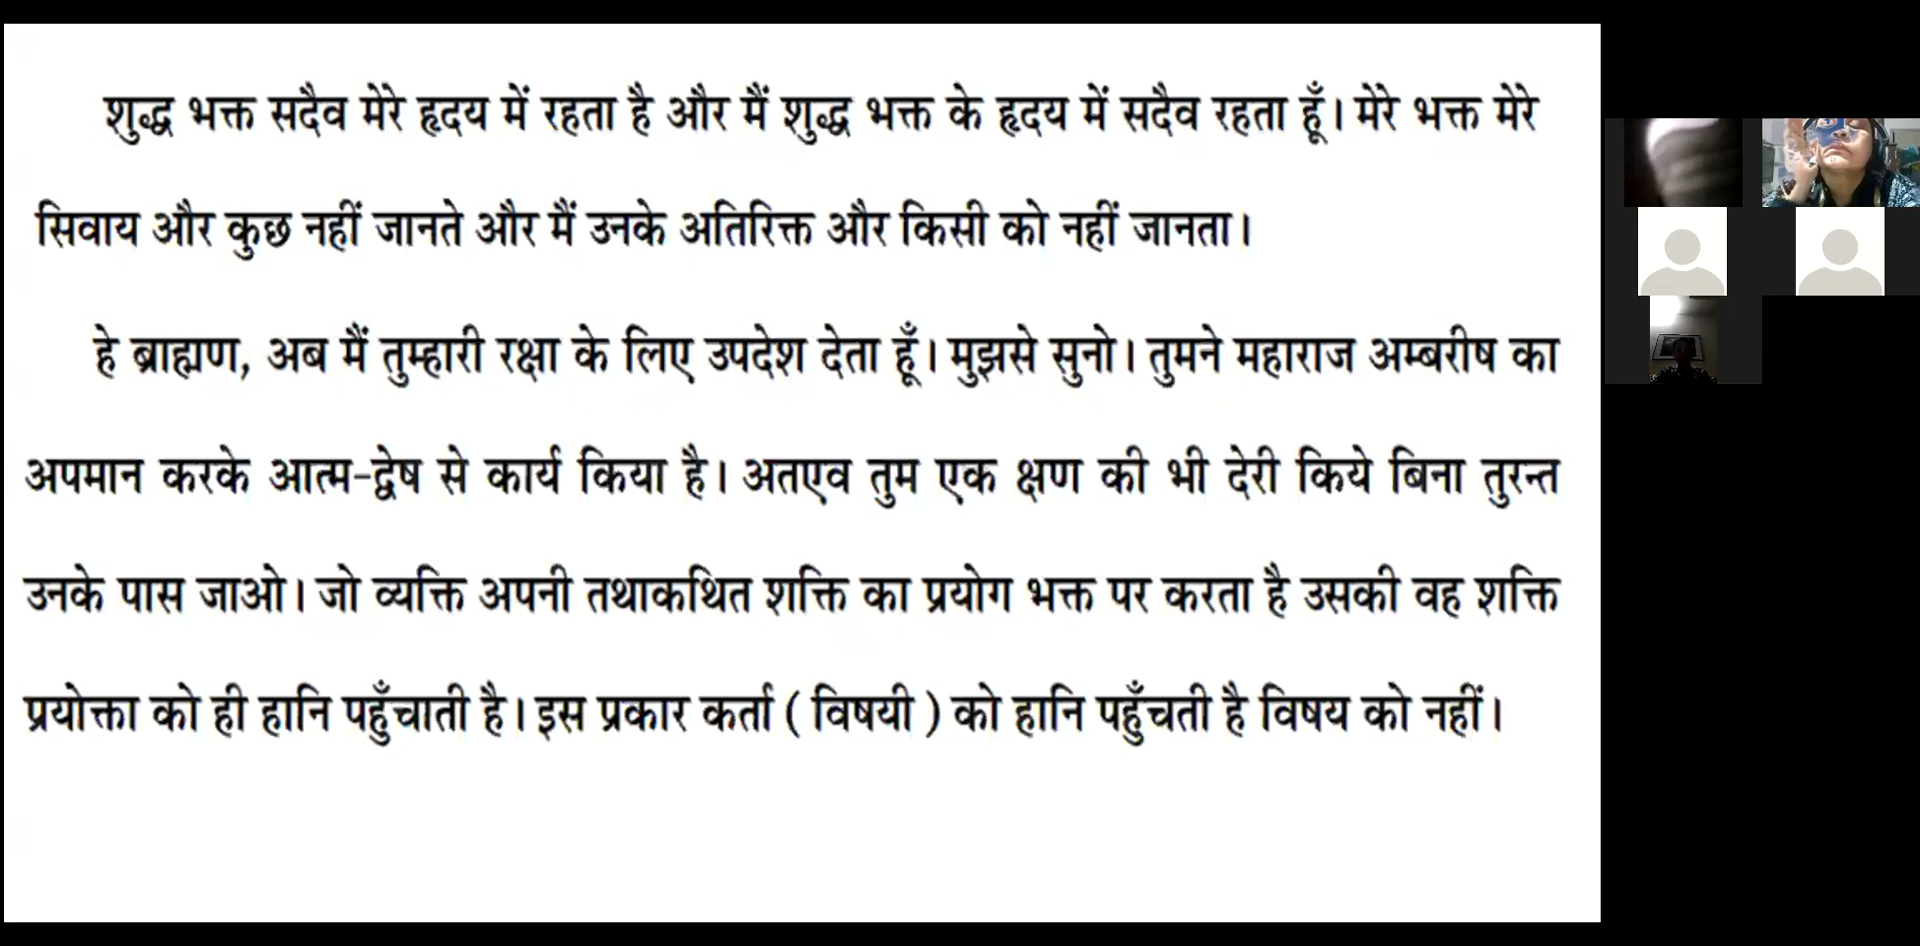 शुद्ध भक्त सदैव मेरे हृदय में रहता है और मैं शुद्ध भक्त के हृदय में सदैव रहता हूँ। मेरे भक्त मेरे
सिवाय और कुछ नहीं जानते और मैं उनके अतिरिक्त और किसी को नहीं जानता।
हे ब्राह्मण, अब मैं तुम्हारी रक्षा के लिए उपदेश देता हूँ। मुझसे सुनो। तुमने महाराज अम्बरीष का
अपमान करके आत्म-द्वेष से कार्य किया है। अतएव तुम एक क्षण की भी देरी किये बिना तुरन्त
उनके पास जाओ। जो व्यक्ति अपनी तथाकथित शक्ति का प्रयोग भक्त पर करता है उसकी वह शक्ति
प्रयोक्ता को ही हानि पहुँचाती है। इस प्रकार कर्ता ( विषयी ) को हानि पहुँचती है विषय को नहीं।